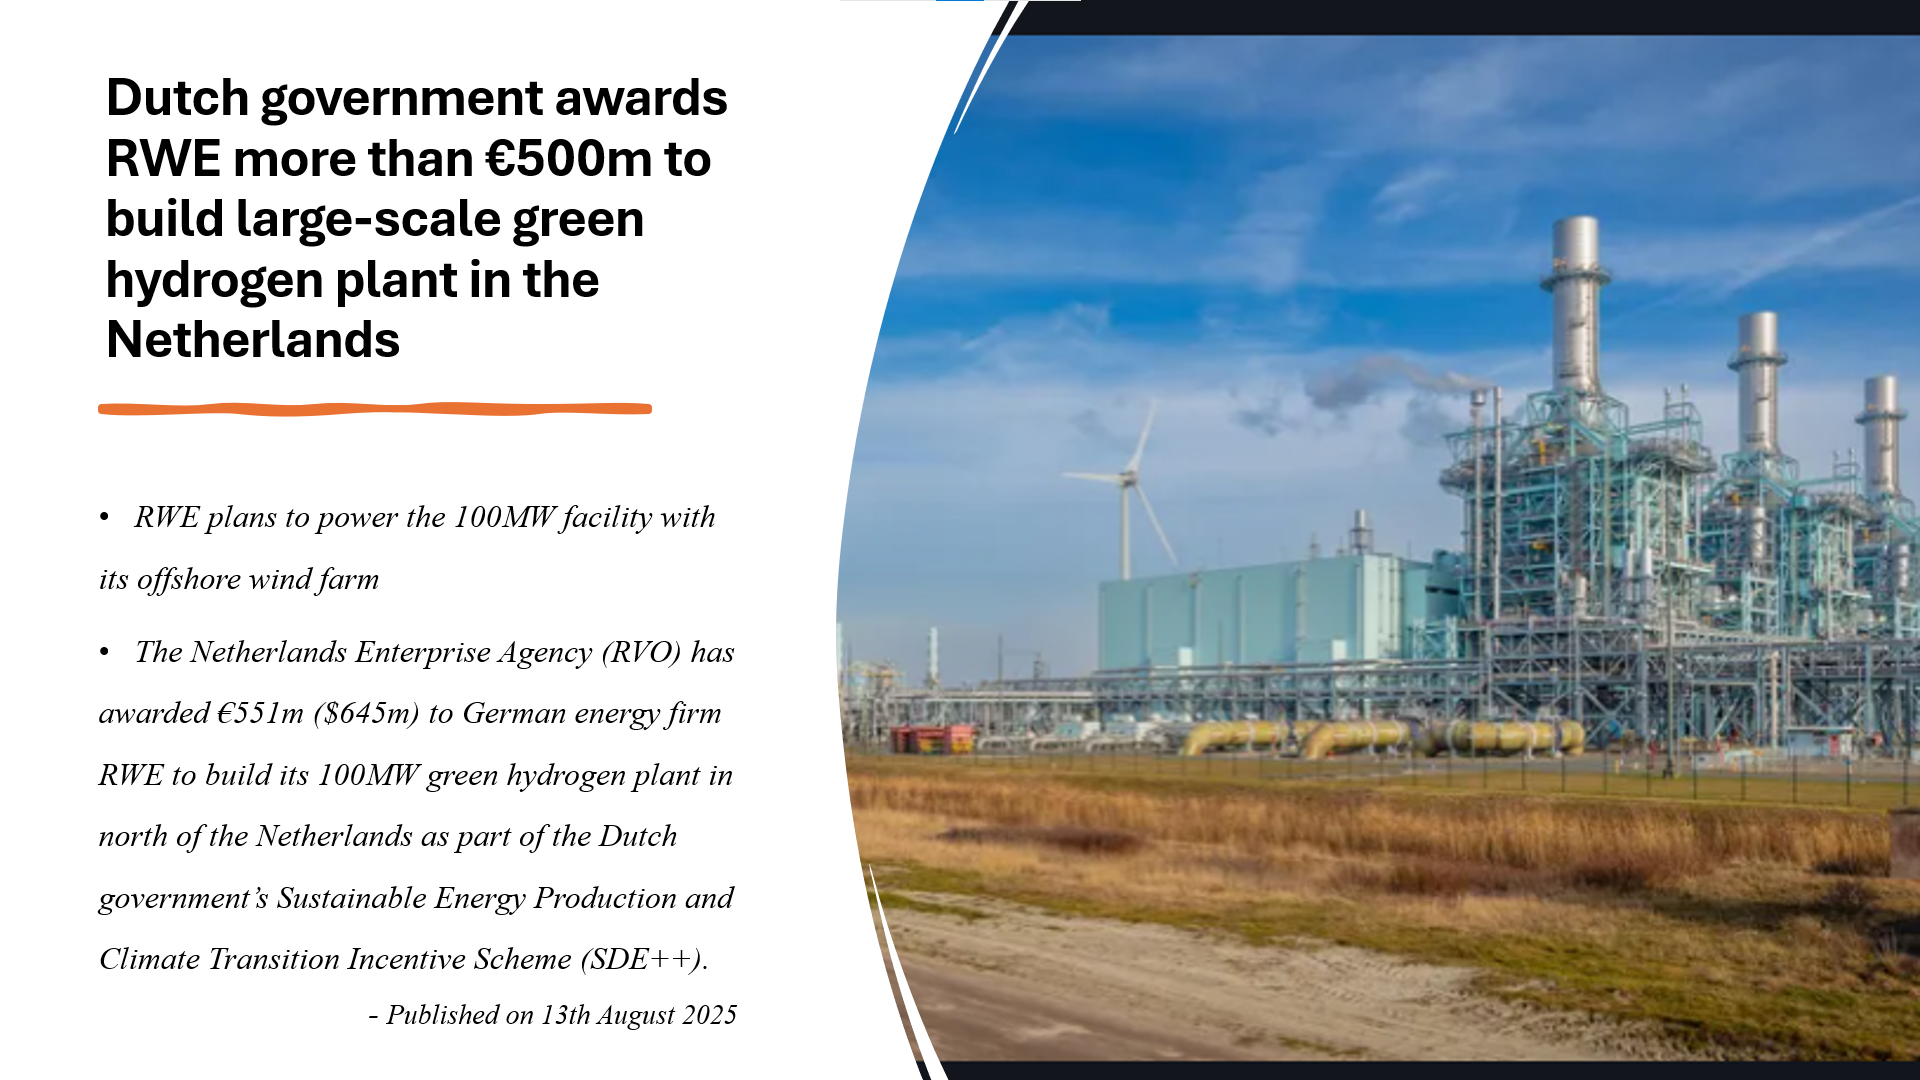 Dutch government awards
RWE more than €500m to
build large-scale green
hydrogen plant in the
Netherlands
• RWE plans to power the 100MW facility with
its offshore wind farm
• The Netherlands Enterprise Agency (RVO) has
awarded €551m ($645m) to German energy firm
RWE to build its 100MW green hydrogen plant in
north of the Netherlands as part of the Dutch
government’s Sustainable Energy Production and
Climate Transition Incentive Scheme (SDE++).
- Published on 13th August 2025